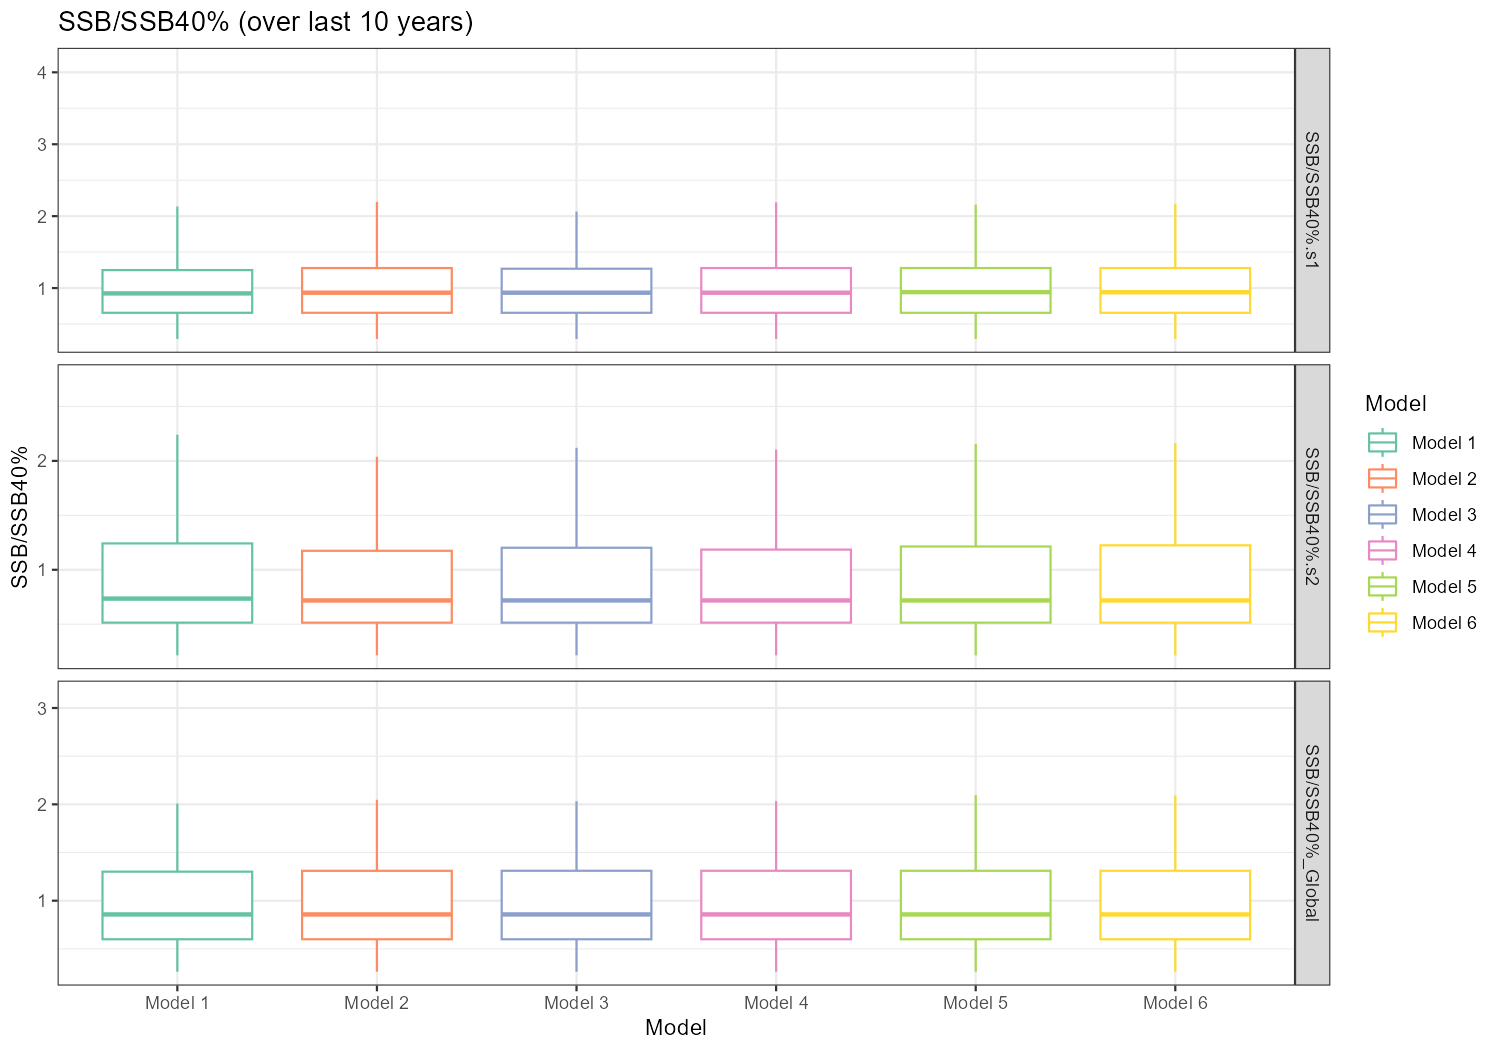 SSB/SSB40% (over last 10 years)
4
3
2
1
SSB/SSB40%.s1
2
1
SSB/SSB40%.s2
3
2
1
SSB/SSB40%_Global
SSB/SSB40%
Model 1
Model 2
Model 3
Model 4
Model 5
Model 6
Model
Model
Model 1
Model 2
Model 3
Model 4
Model 5
Model 6